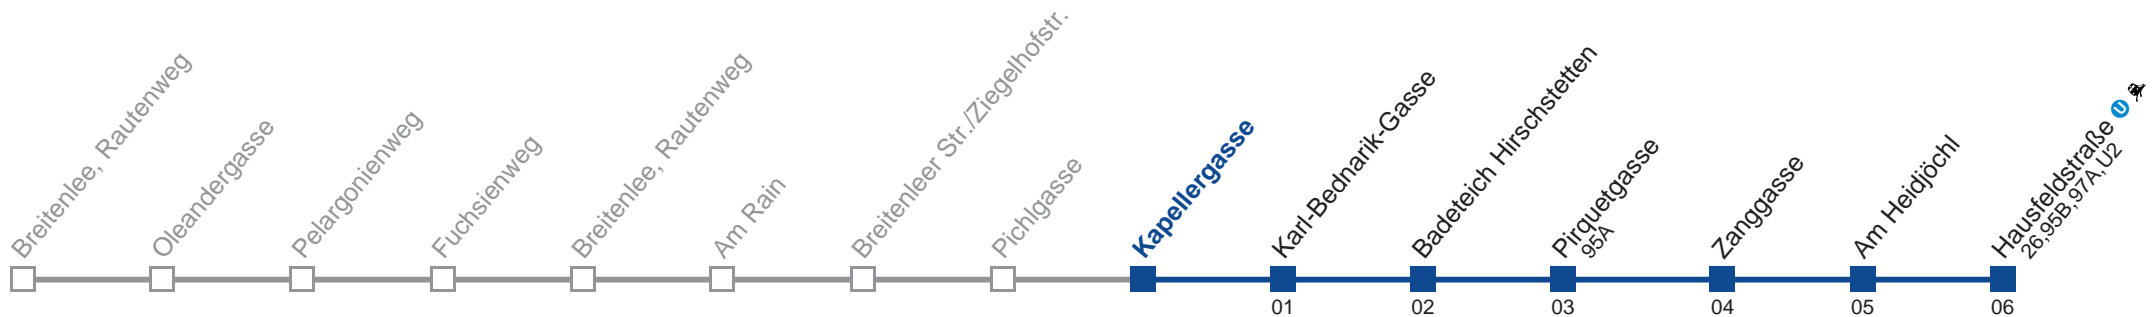 Breitenlee, Rautenweg
Oleandergasse
Pelargonienweg
Fuchsienweg
Breitenlee, Rautenweg
Am Rain
Breitenleer Str./Ziegelhofstr.
Pichlgasse
Kapellergasse
Karl-Bednarik-Gasse
Badeteich Hirschstetten
Pirquetgasse
95A
Zanggasse
Am Heidjöchl
Hausfeldstraße U
26,95B,97A,U2
01
02
03
04
05
06